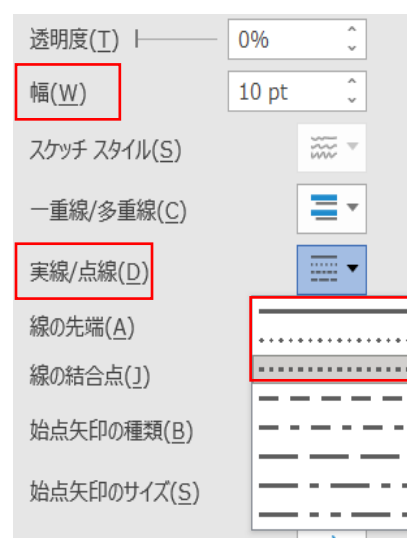 透明度(T)
0%
幅(W)
10 pt
スケッチ スタイル(S)
一重線/多重線(C)
実線/点線(D)
線の先端(A)
線の結合点(J)
始点矢印の種類(B)
始点矢印のサイズ(S)